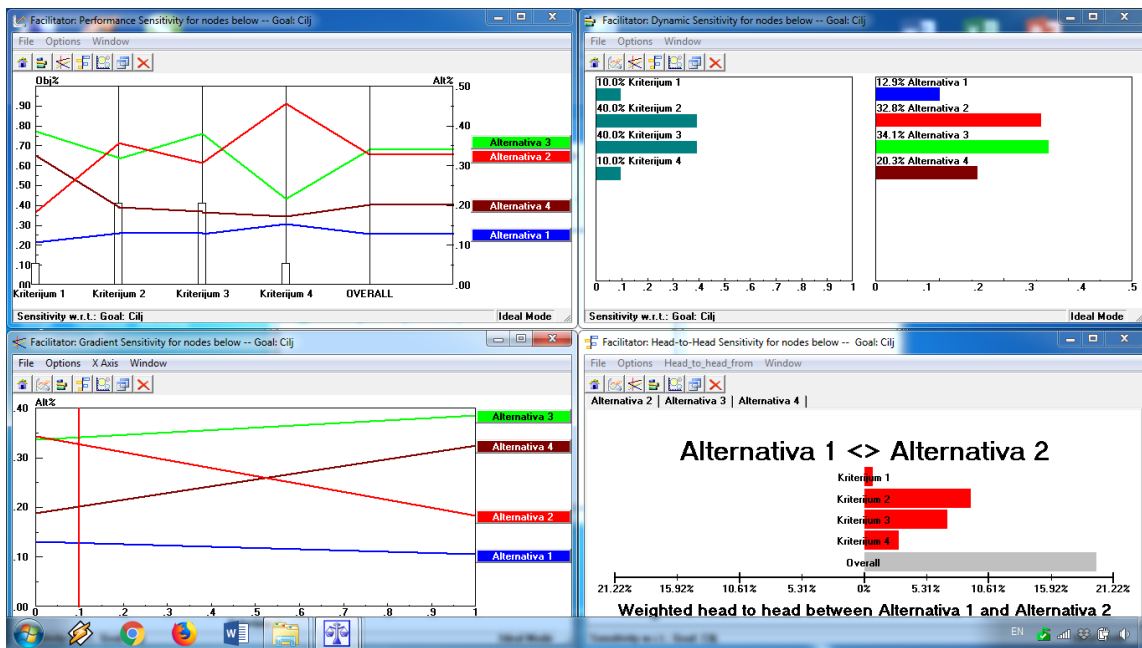 Facilitator: Performance Sensitivity for nodes below -- Goal: Cilj
File Options Window
Obj% Alt%
.90
.80
.70
.60
.50
.40
.30
.20
.10
.00
.50
.40
.30
.20
.10
.00
Alternativa 3
Alternativa 2
Alternativa 4
Alternativa 1
Kriterijum 1 Kriterijum 2 Kriterijum 3 Kriterijum 4 OVERALL
Sensitivity w.r.t.: Goal: Cilj Ideal Mode
Facilitator: Dynamic Sensitivity for nodes below -- Goal: Cilj
File Options Window
10.0% Kriterijum 1
40.0% Kriterijum 2
40.0% Kriterijum 3
10.0% Kriterijum 4
0 .1 .2 .3 .4 .5 .6 .7 .8 .9 1
12.9% Alternativa 1
32.8% Alternativa 2
34.1% Alternativa 3
20.3% Alternativa 4
0 .1 .2 .3 .4 .5
Sensitivity w.r.t.: Goal: Cilj Ideal Mode
Facilitator: Gradient Sensitivity for nodes below -- Goal: Cilj
File Options X Axis Window
Alt%
.40
.30
.20
.10
.00
Alternativa 3
Alternativa 4
Alternativa 2
Alternativa 1
0 .1 .2 .3 .4 .5 .6 .7 .8 .9 1
Facilitator: Head-to-Head Sensitivity for nodes below -- Goal: Cilj
File Options Head_to_head_from Window
Alternativa 2 | Alternativa 3 | Alternativa 4 |
Alternativa 1 <> Alternativa 2
Kriterijum 1
Kriterijum 2
Kriterijum 3
Kriterijum 4
Overall
21.22% 15.92% 10.61% 5.31% 0% 5.31% 10.61% 15.92% 21.22%
Weighted head to head between Alternativa 1 and Alternativa 2
Ideal Mode
Sensitivity w.r.t.: Goal: Cilj
EN